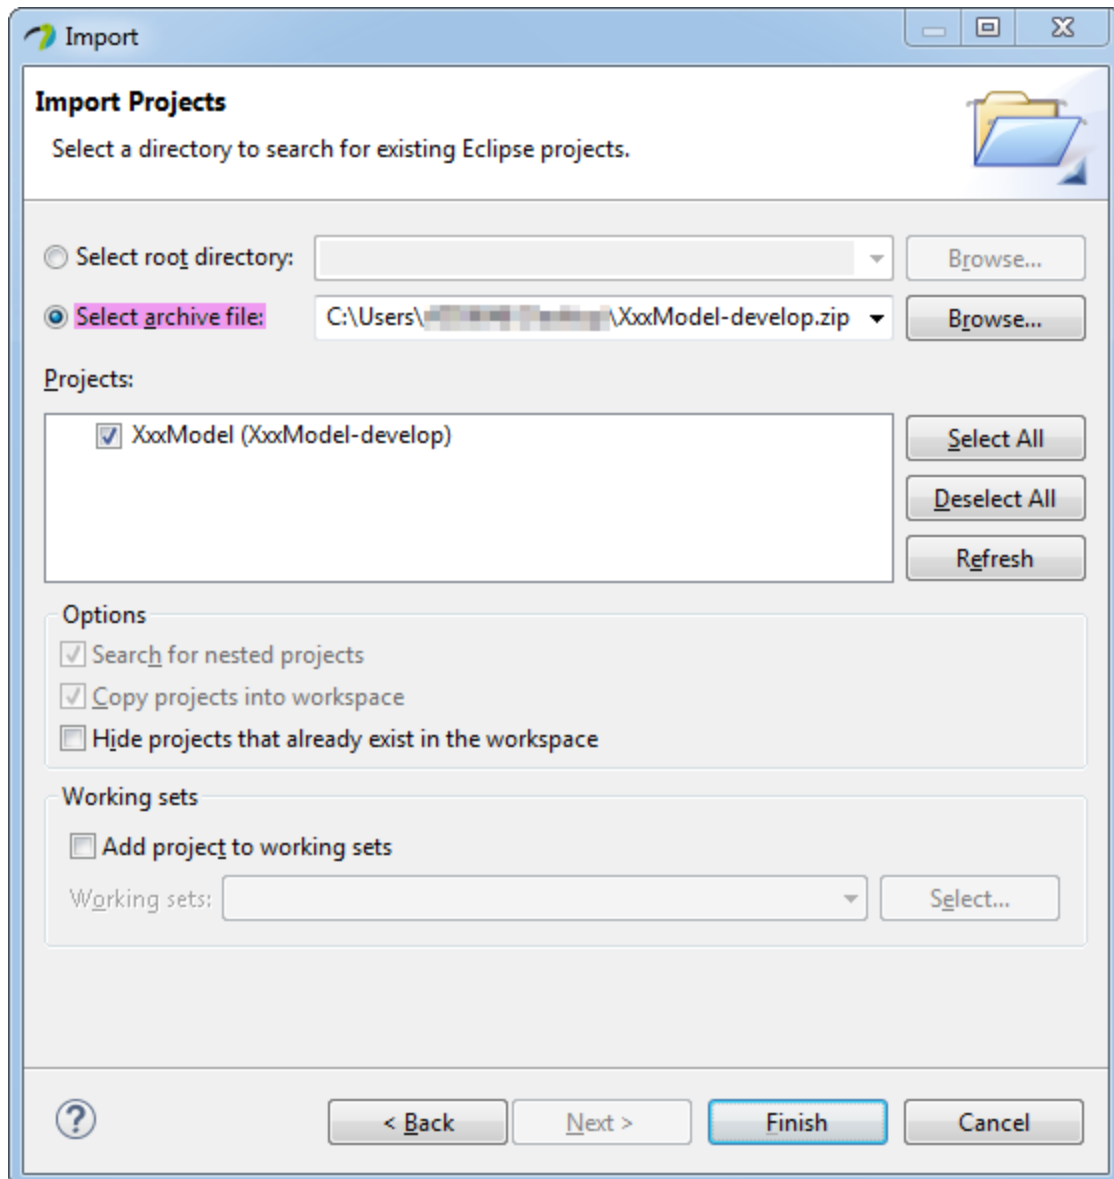 Import
Import Projects
Select a directory to search for existing Eclipse projects.
Select root directory:
Browse...
Select archive file:
C:\Users\ \XxxModel-develop.zip
Browse...
Projects:
XxxModel (XxxModel-develop)
Select All
Deselect All
Refresh
Options
Search for nested projects
Copy projects into workspace
Hide projects that already exist in the workspace
Working sets
Add project to working sets
Working sets:
Select...
?
< Back
Next >
Finish
Cancel